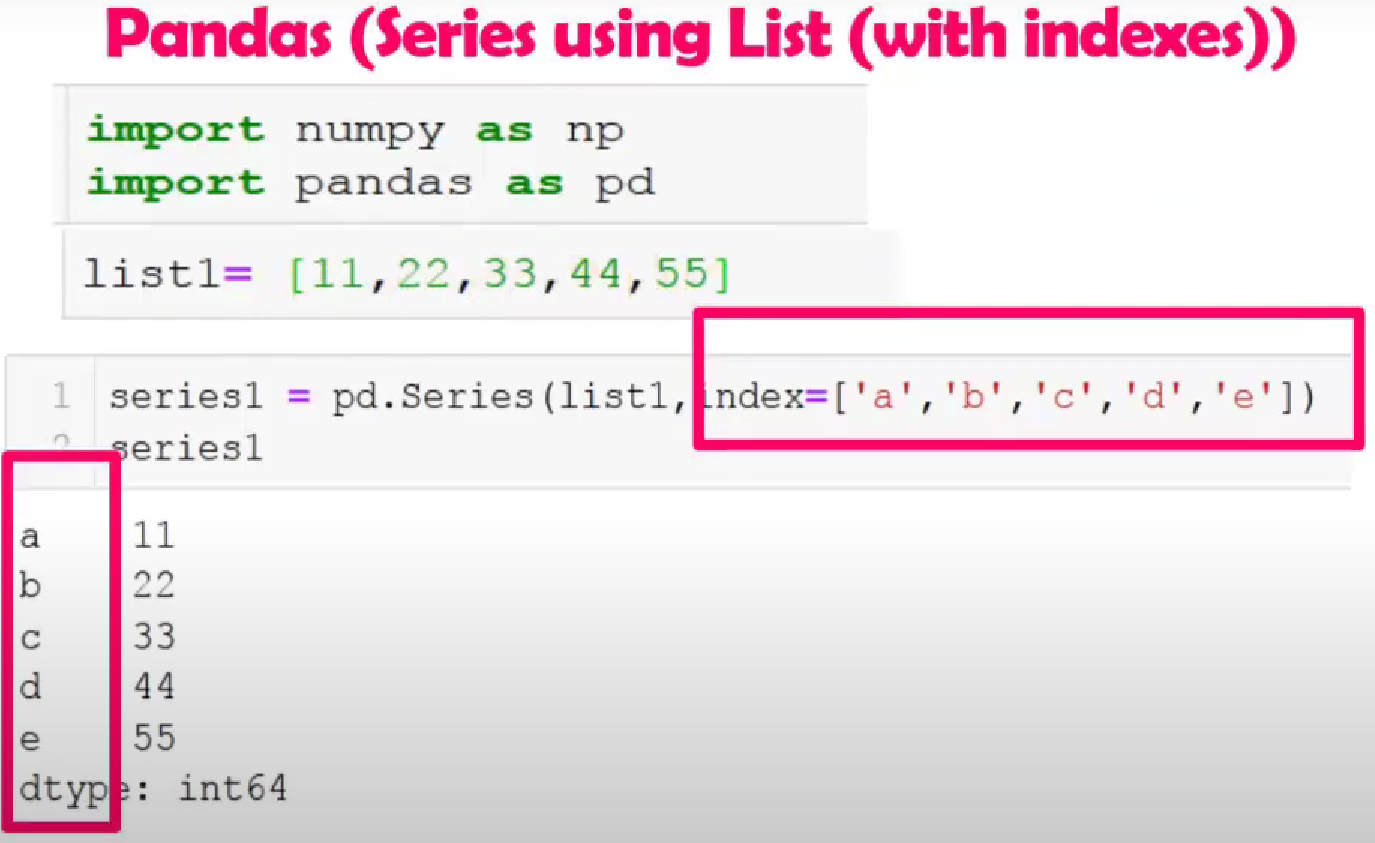 Pandas (Series using List (with indexes))
import numpy as np
import pandas as pd
list1= [11,22,33,44,55]
1 series1 = pd.Series(list1,index=['a','b','c','d','e'])
2 series1
a 11
b 22
c 33
d 44
e 55
dtype: int64